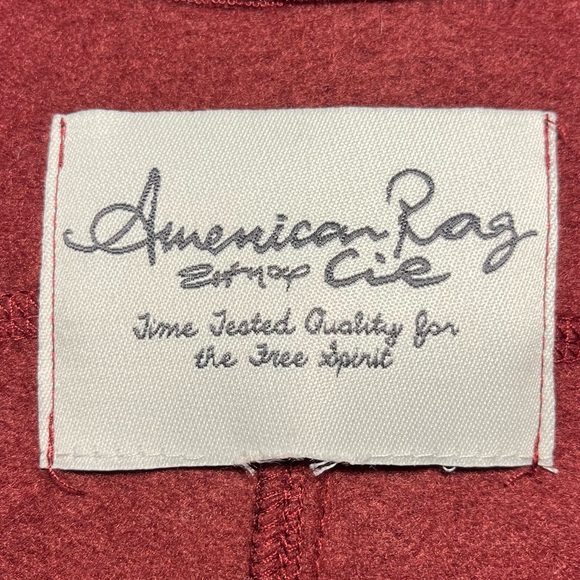 American Rag
Cie
Time Tested Quality for
the Free Spirit